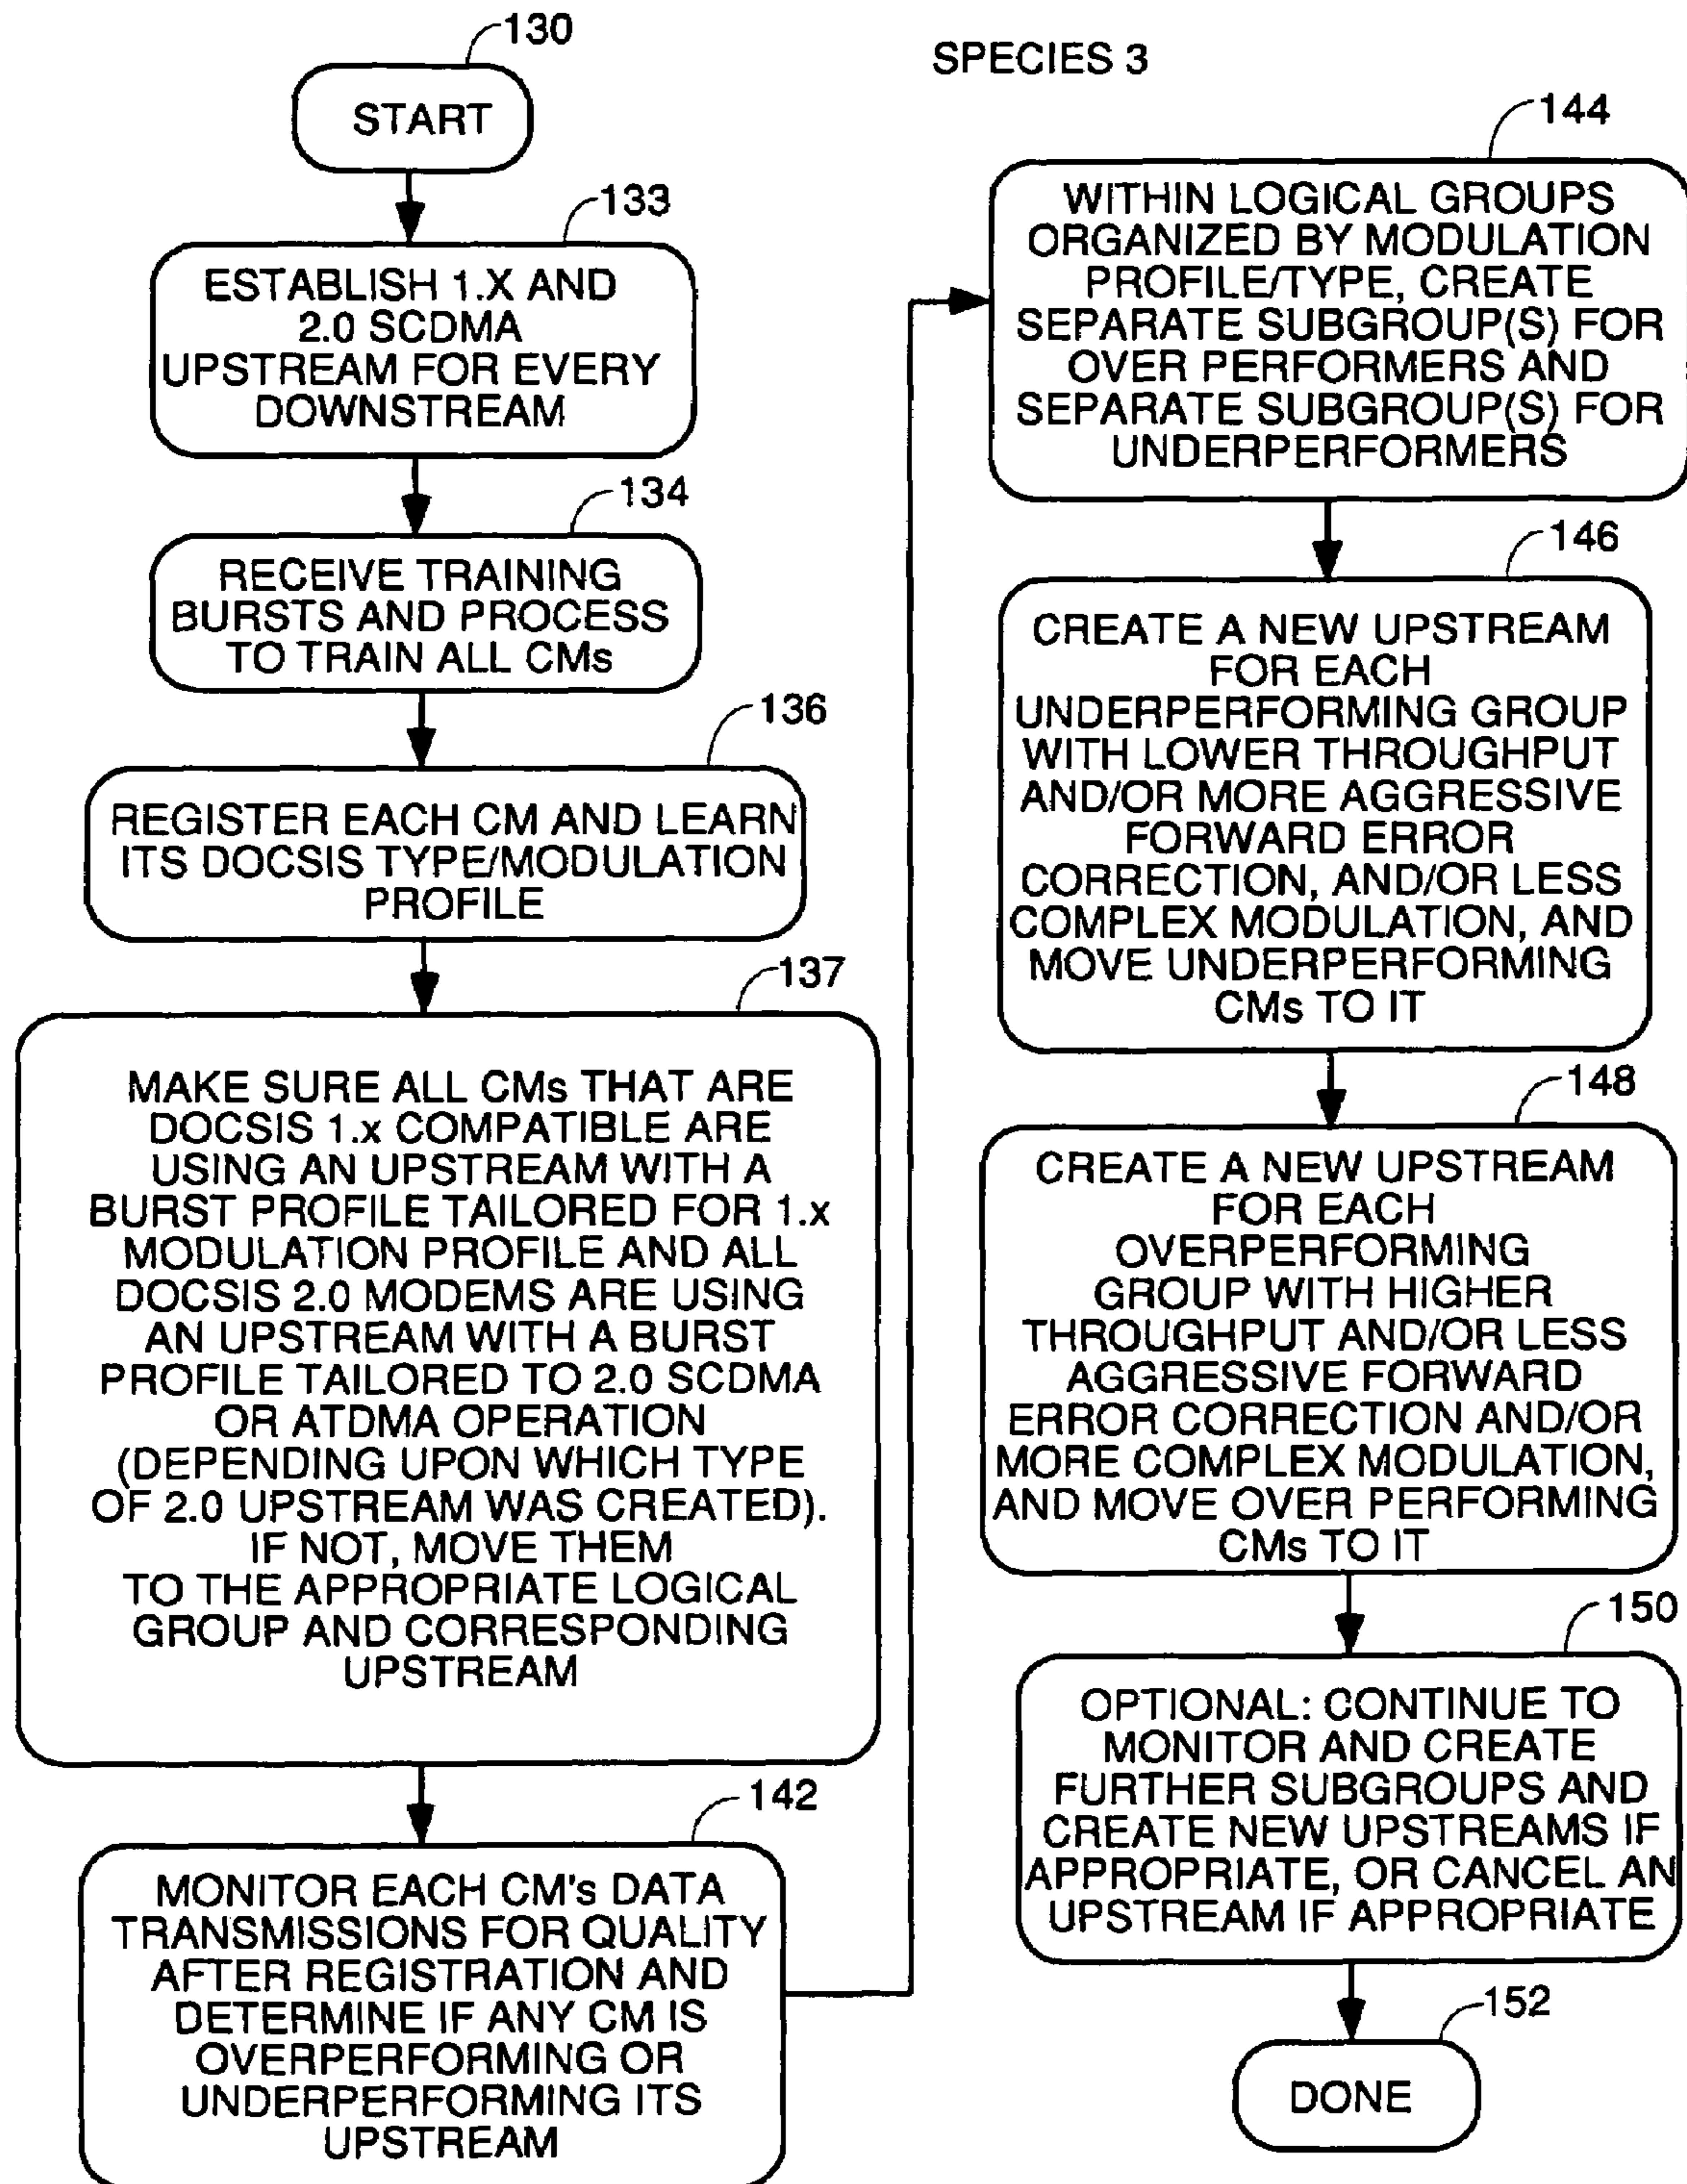 130
START
133
ESTABLISH 1.X AND
2.0 SCDMA
UPSTREAM FOR EVERY
DOWNSTREAM
134
RECEIVE TRAINING
BURSTS AND PROCESS
TO TRAIN ALL CMs
136
REGISTER EACH CM AND LEARN
ITS DOCSIS TYPE/MODULATION
PROFILE
137
MAKE SURE ALL CMs THAT ARE
DOCSIS 1.x COMPATIBLE ARE
USING AN UPSTREAM WITH A
BURST PROFILE TAILORED FOR 1.x
MODULATION PROFILE AND ALL
DOCSIS 2.0 MODEMS ARE USING
AN UPSTREAM WITH A BURST
PROFILE TAILORED TO 2.0 SCDMA
OR ATDMA OPERATION
(DEPENDING UPON WHICH TYPE
OF 2.0 UPSTREAM WAS CREATED).
IF NOT, MOVE THEM
TO THE APPROPRIATE LOGICAL
GROUP AND CORRESPONDING
UPSTREAM
142
MONITOR EACH CM's DATA
TRANSMISSIONS FOR QUALITY
AFTER REGISTRATION AND
DETERMINE IF ANY CM IS
OVERPERFORMING OR
UNDERPERFORMING ITS
UPSTREAM
SPECIES 3
144
WITHIN LOGICAL GROUPS
ORGANIZED BY MODULATION
PROFILE/TYPE, CREATE
SEPARATE SUBGROUP(S) FOR
OVER PERFORMERS AND
SEPARATE SUBGROUP(S) FOR
UNDERPERFORMERS
146
CREATE A NEW UPSTREAM
FOR EACH
UNDERPERFORMING GROUP
WITH LOWER THROUGHPUT
AND/OR MORE AGGRESSIVE
FORWARD ERROR
CORRECTION, AND/OR LESS
COMPLEX MODULATION, AND
MOVE UNDERPERFORMING
CMs TO IT
148
CREATE A NEW UPSTREAM
FOR EACH
OVERPERFORMING
GROUP WITH HIGHER
THROUGHPUT AND/OR LESS
AGGRESSIVE FORWARD
ERROR CORRECTION AND/OR
MORE COMPLEX MODULATION,
AND MOVE OVER PERFORMING
CMs TO IT
150
OPTIONAL: CONTINUE TO
MONITOR AND CREATE
FURTHER SUBGROUPS AND
CREATE NEW UPSTREAMS IF
APPROPRIATE, OR CANCEL AN
UPSTREAM IF APPROPRIATE
152
DONE